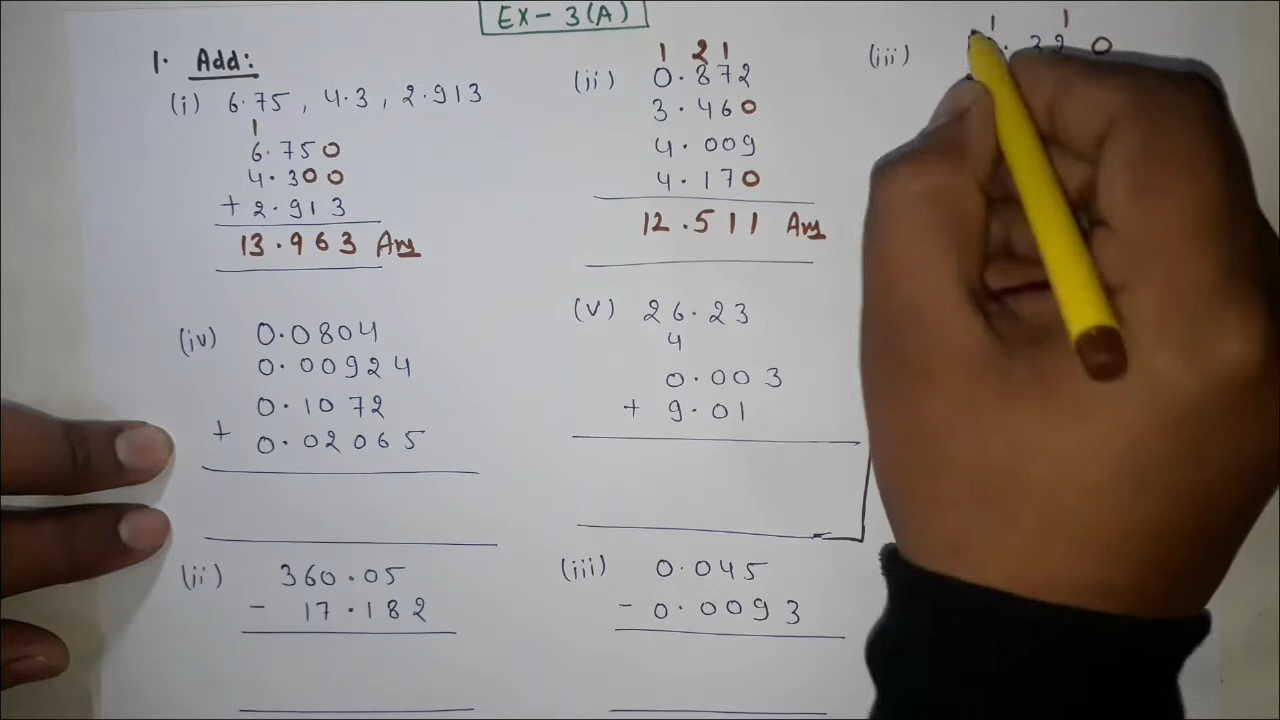 Ex - 3(A)
1. Add:
(i) 6.75, 4.3, 2.913
1
6.750
4.300
+ 2.913
13.963 Ans
(ii)
1 2 1
0.872
3.460
4.009
4.170
12.511 Ans
(iii)
1 1
0
(iv) 0.0804
0.00924
0.1072
+ 0.02065
(v) 26.23
4
0.003
+ 9.01
(ii) 360.05
- 17.182
(iii) 0.045
- 0.0093